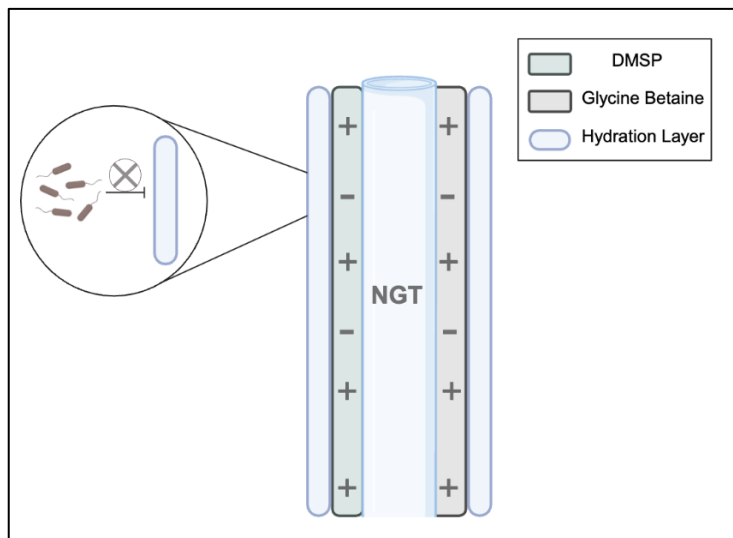 DMSP
Glycine Betaine
Hydration Layer
+ +
− −
+ +
NGT
− −
+ +
+ +